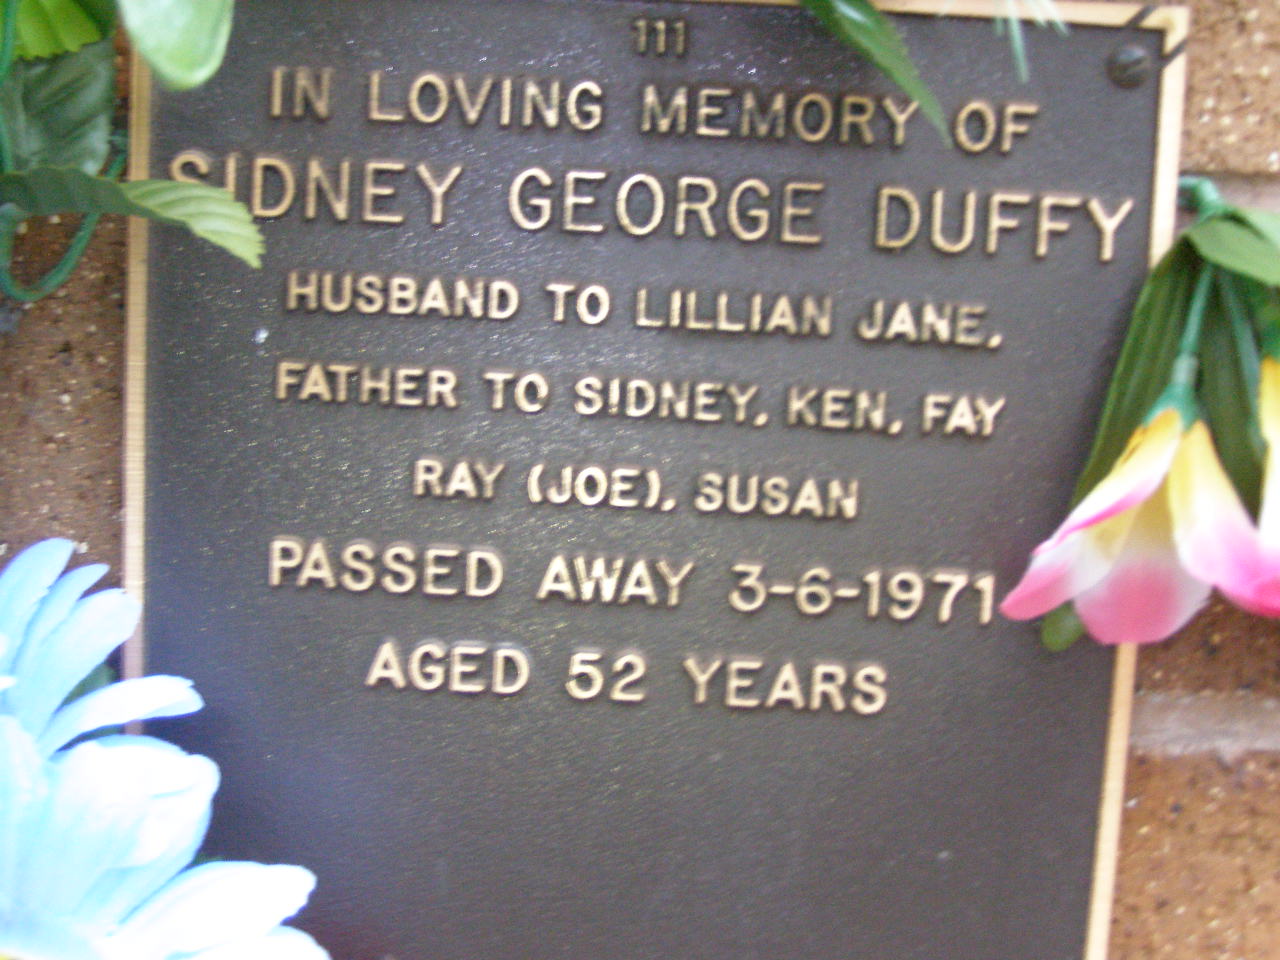 111
IN LOVING MEMORY OF
SIDNEY GEORGE DUFFY
HUSBAND TO LILLIAN JANE,
FATHER TO SIDNEY, KEN, FAY
RAY (JOE), SUSAN
PASSED AWAY 3-6-1971
AGED 52 YEARS